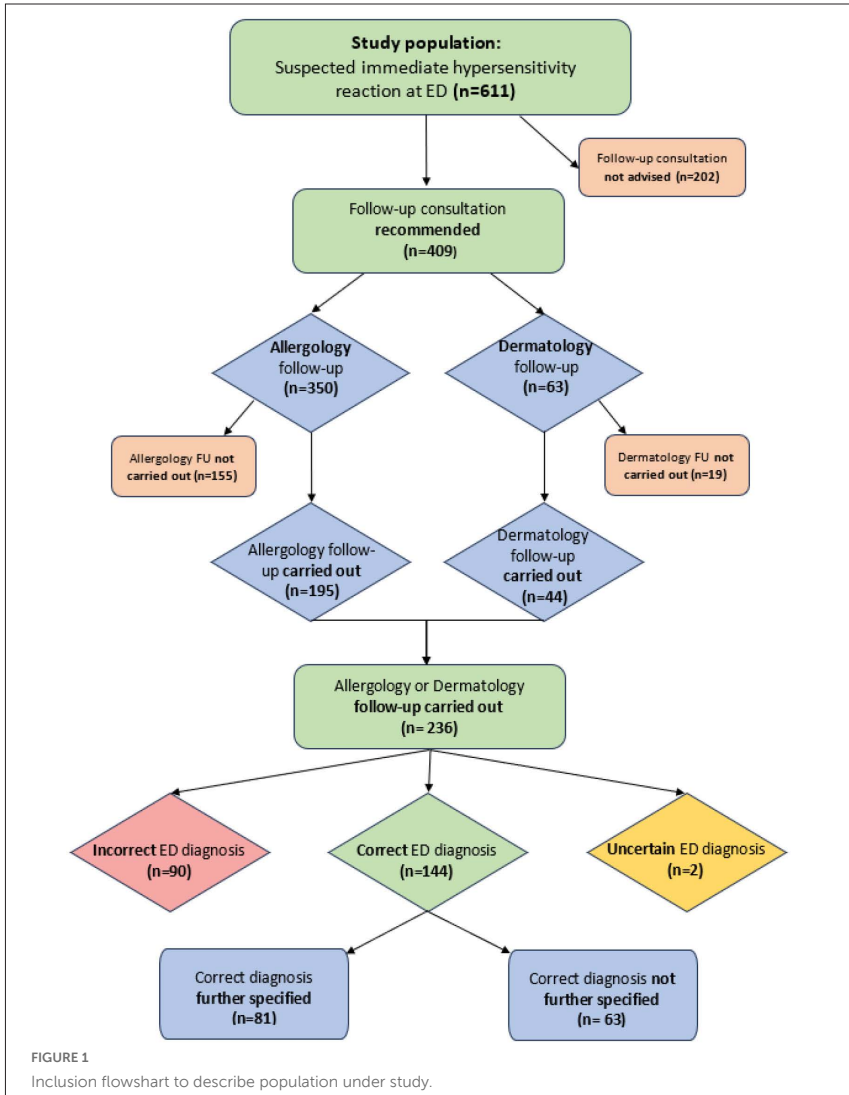 Study population:
Suspected immediate hypersensitivity
reaction at ED (n=611)
Follow-up consultation
not advised (n=202)
Follow-up consultation
recommended
(n=409)
Allergology
follow-up
(n=350)
Dermatology
follow-up
(n=63)
Allergology FU not
carried out (n=155)
Dermatology FU not
carried out (n=19)
Allergology follow-
up carried out
(n=195)
Dermatology
follow-up
carried out
(n=44)
Allergology or Dermatology
follow-up carried out
(n= 236)
Incorrect ED diagnosis
(n=90)
Correct ED diagnosis
(n=144)
Uncertain ED diagnosis
(n=2)
Correct diagnosis
further specified
(n=81)
Correct diagnosis not
further specified
(n= 63)
FIGURE 1
Inclusion flowshart to describe population under study.